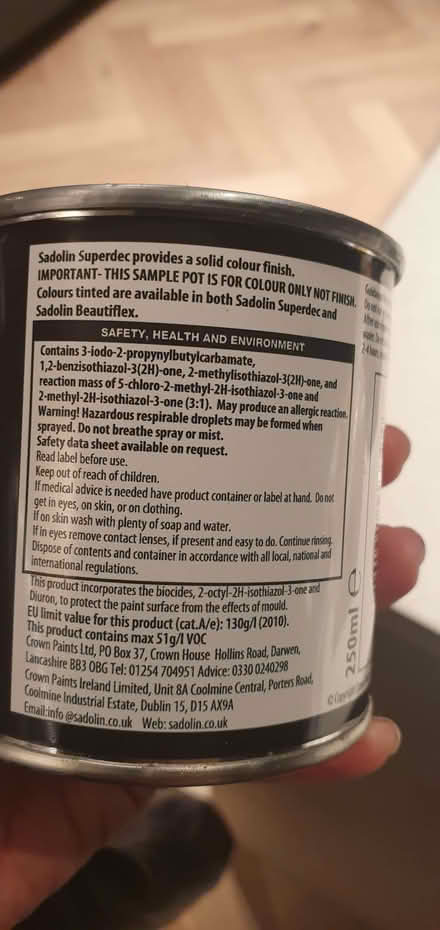 Sadolin Superdec provides a solid colour finish.
IMPORTANT- THIS SAMPLE POT IS FOR COLOUR ONLY NOT FINISH.
Colours tinted are available in both Sadolin Superdec and
Sadolin Beautiflex.
SAFETY, HEALTH AND ENVIRONMENT
Contains 3-iodo-2-propynylbutylcarbamate,
1,2-benzisothiazol-3(2H)-one, 2-methylisothiazol-3(2H)-one, and
reaction mass of 5-chloro-2-methyl-2H-isothiazol-3-one and
2-methyl-2H-isothiazol-3-one (3:1). May produce an allergic reaction.
Warning! Hazardous respirable droplets may be formed when
sprayed. Do not breathe spray or mist.
Safety data sheet available on request.
Read label before use.
Keep out of reach of children.
If medical advice is needed have product container or label at hand. Do not
get in eyes, on skin, or on clothing.
If on skin wash with plenty of soap and water.
If in eyes remove contact lenses, if present and easy to do. Continue rinsing.
Dispose of contents and container in accordance with all local, national and
international regulations.
This product incorporates the biocides, 2-octyl-2H-isothiazol-3-one and
Diuron, to protect the paint surface from the effects of mould.
EU limit value for this product (cat.A/e): 130g/l (2010).
This product contains max 51g/l VOC
Crown Paints Ltd, PO Box 37, Crown House Hollins Road, Darwen,
Lancashire BB3 0BG Tel: 01254 704951 Advice: 0330 0240298
Crown Paints Ireland Limited, Unit 8A Coolmine Central, Porters Road,
Coolmine Industrial Estate, Dublin 15, D15 AX9A
Email:info @sadolin.co.uk Web: sadolin.co.uk
250ml e